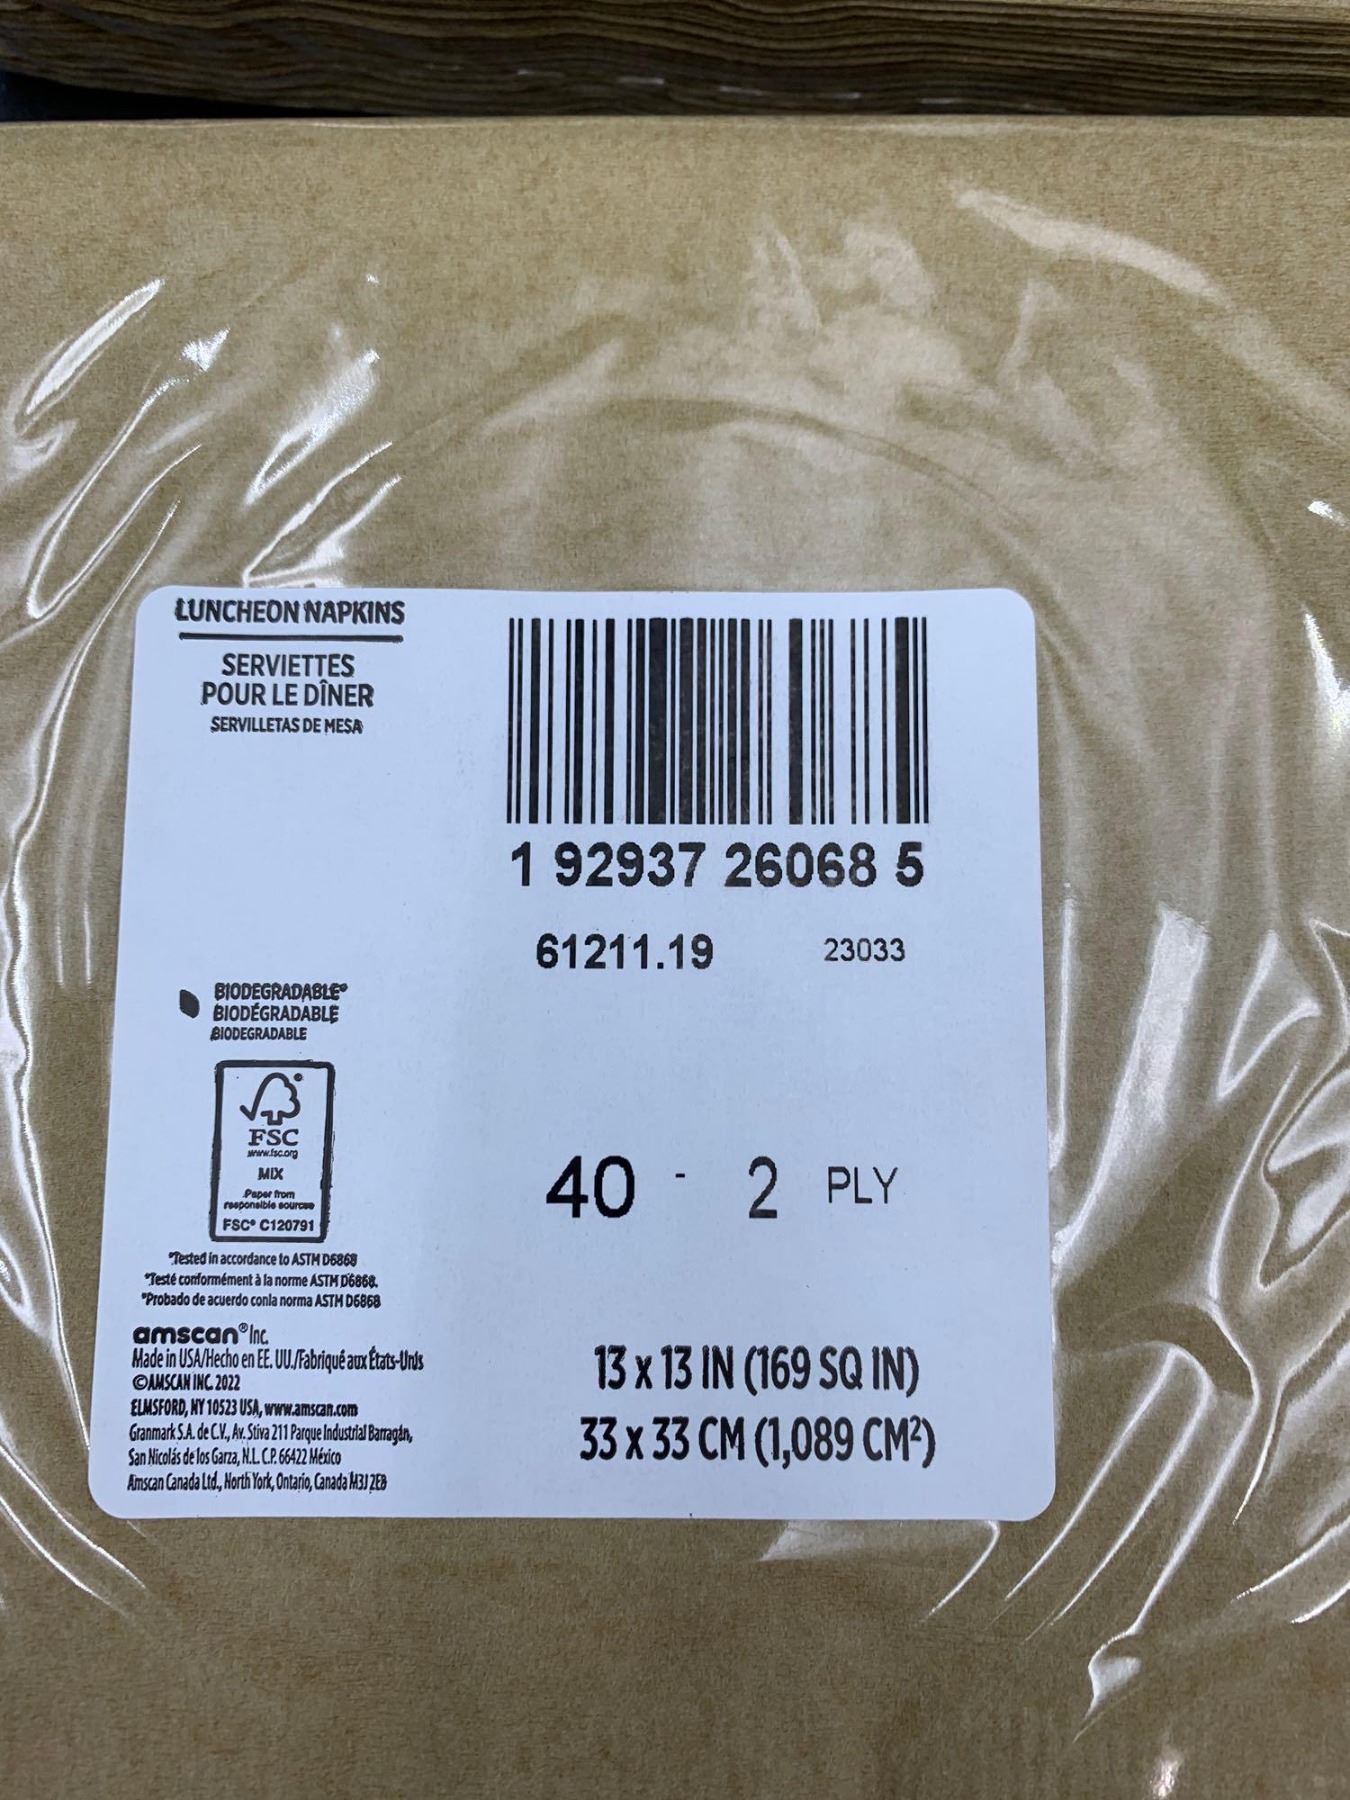 LUNCHEON NAPKINS
SERVIETTES
POUR LE DÎNER
SERVILLETAS DE MESA
1 92937 26068 5
61211.19 23033
BIODEGRADABLE*
BIODÉGRADABLE
BIODEGRADABLE
FSC
www.fsc.org
MIX
Paper from
responsible sources
FSC® C120791
40 - 2 PLY
*Tested in accordance to ASTM D6868
*Testé conformément à la norme ASTM D6868.
*Probado de acuerdo conla norma ASTM D6868
amscan® Inc.
Made in USA/Hecho en EE. UU./Fabriqué aux États-Unis
©AMSCAN INC. 2022
ELMSFORD, NY 10523 USA, www.amscan.com
Granmark S.A. de C.V., Av. Stiva 211 Parque Industrial Barragán,
San Nicolás de los Garza, N.L. C.P. 66422 México
Amscan Canada Ltd., North York, Ontario, Canada M3J 2E8
13 x 13 IN (169 SQ IN)
33 x 33 CM (1,089 CM²)